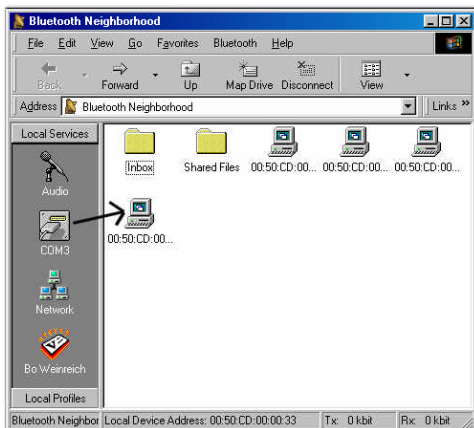 Bluetooth Neighborhood
File Edit View Go Favorites Bluetooth Help
Back Forward Up Map Drive Disconnect View
Address Bluetooth Neighborhood Links »
Local Services
Audio
COM3
Network
Bo Weinreich
Local Profiles
Inbox Shared Files 00:50:CD:00... 00:50:CD:00... 00:50:CD:00...
00:50:CD:00...
Bluetooth Neighbor Local Device Address: 00:50:CD:00:00:33 Tx: 0 kbit Rx: 0 kbit